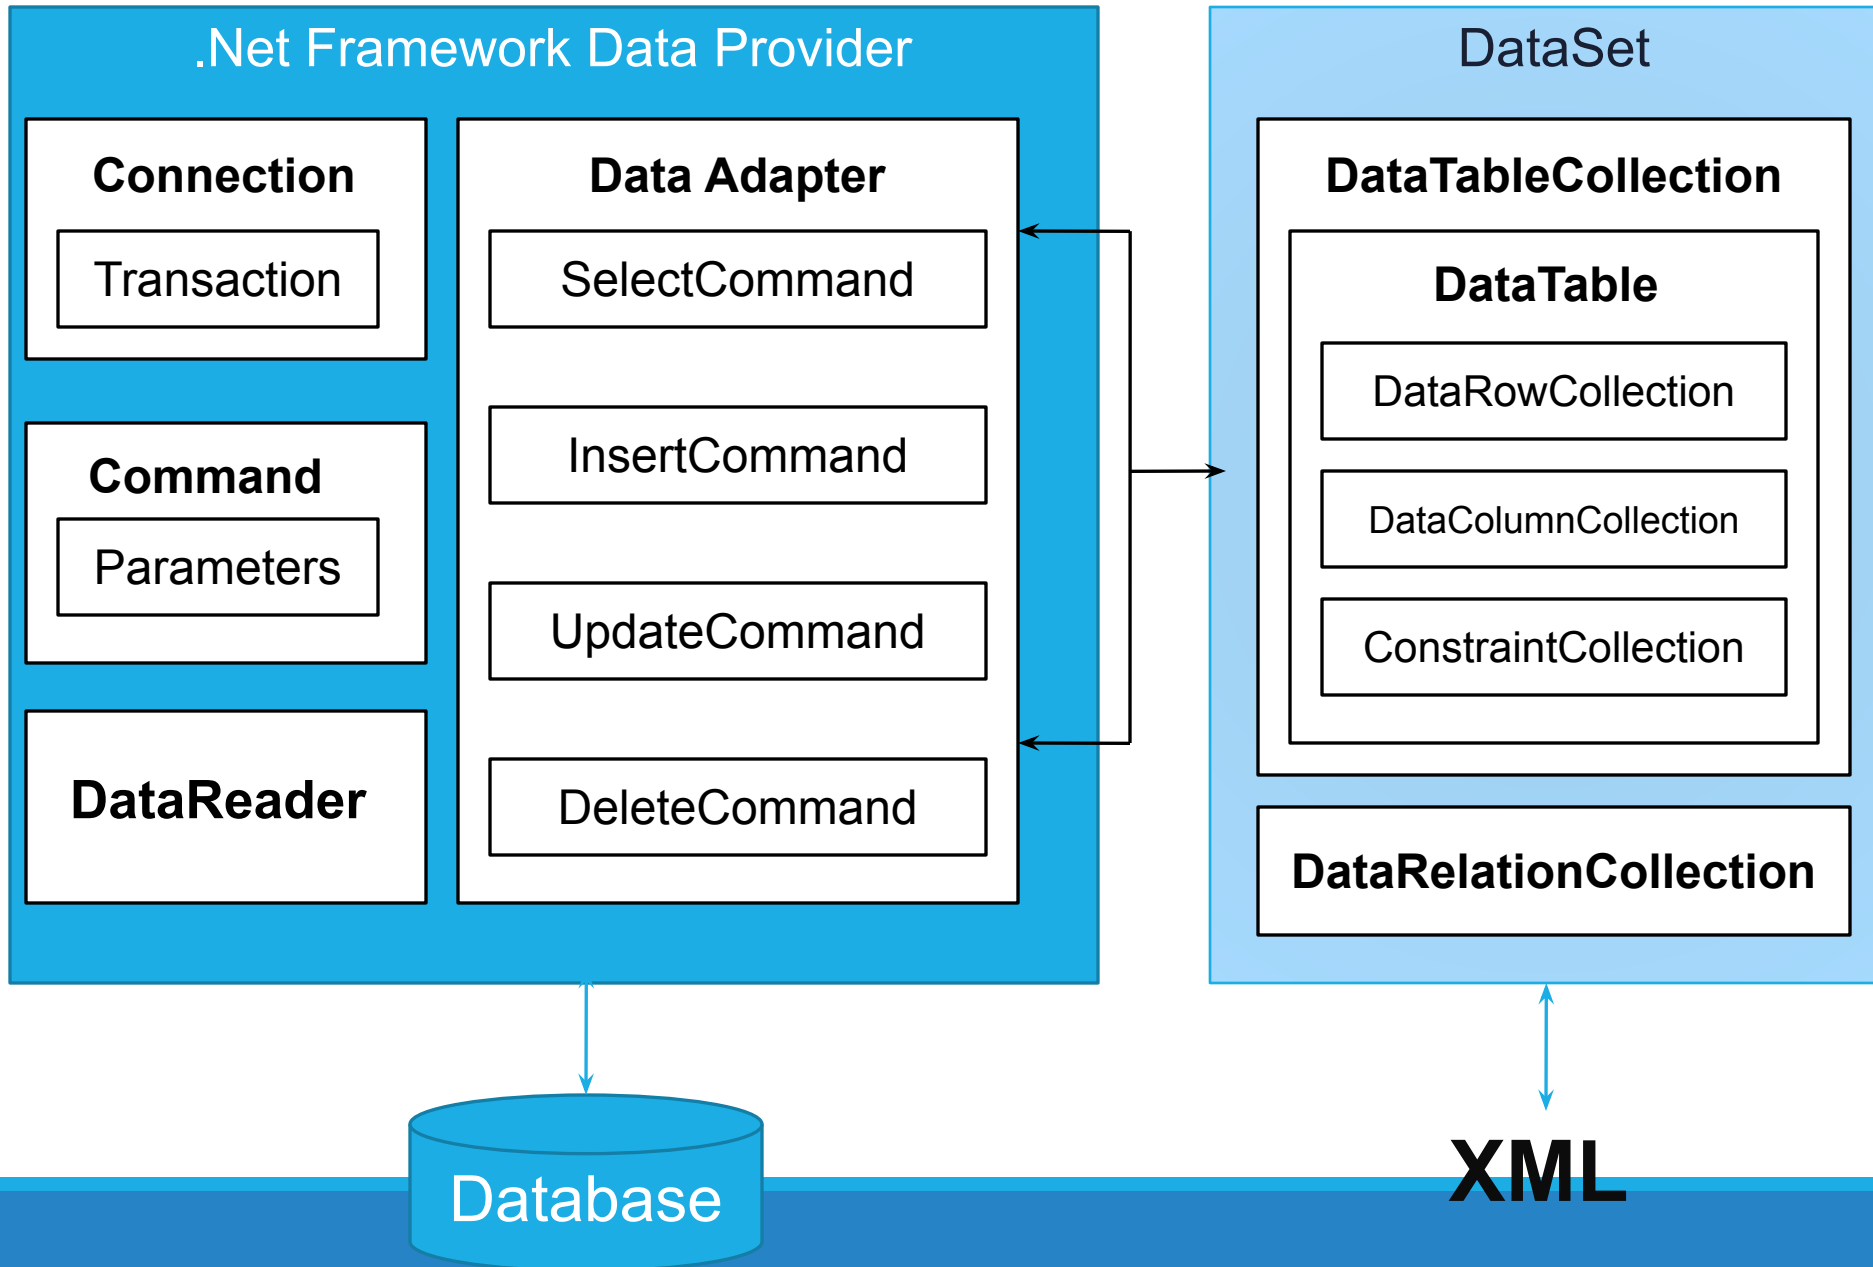 .Net Framework Data Provider
Connection
Transaction
Command
Parameters
DataReader
Data Adapter
SelectCommand
InsertCommand
UpdateCommand
DeleteCommand
DataSet
DataTableCollection
DataTable
DataRowCollection
DataColumnCollection
ConstraintCollection
DataRelationCollection
Database
XML